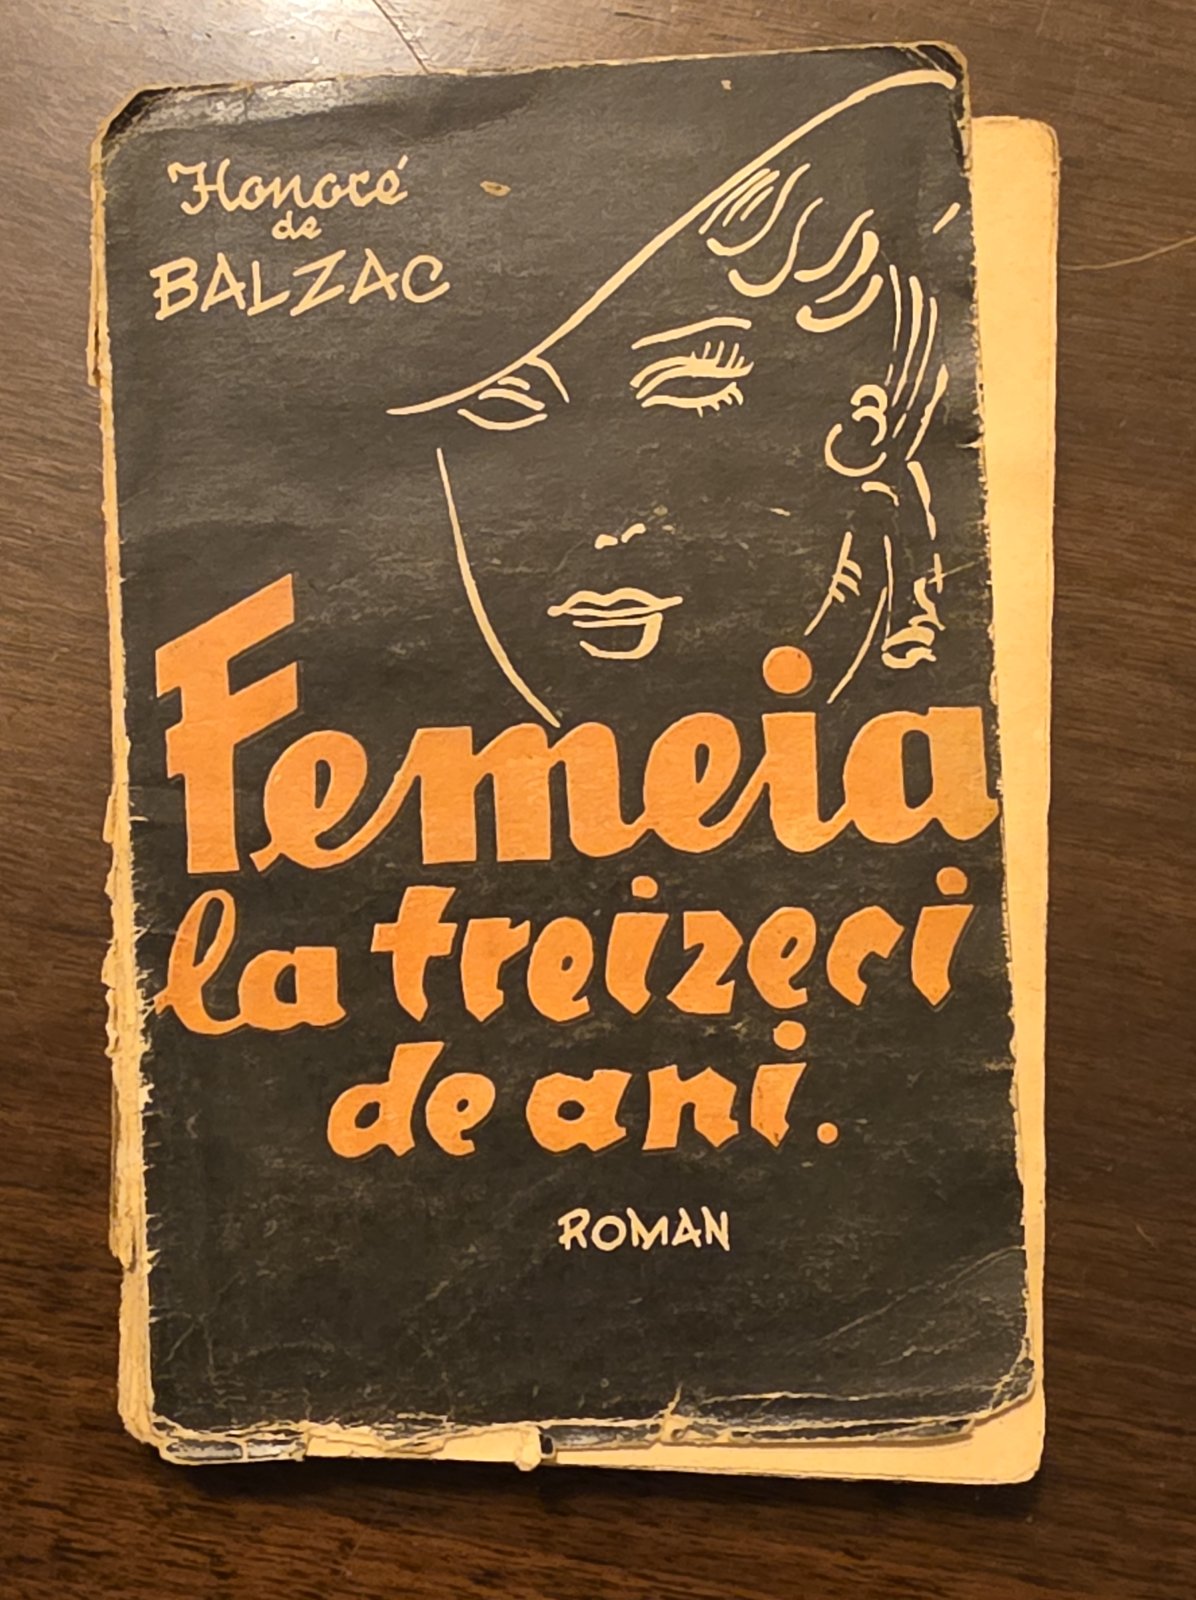 Honoré
de
BALZAC
Femeia
la treizeci
de ani.
ROMAN